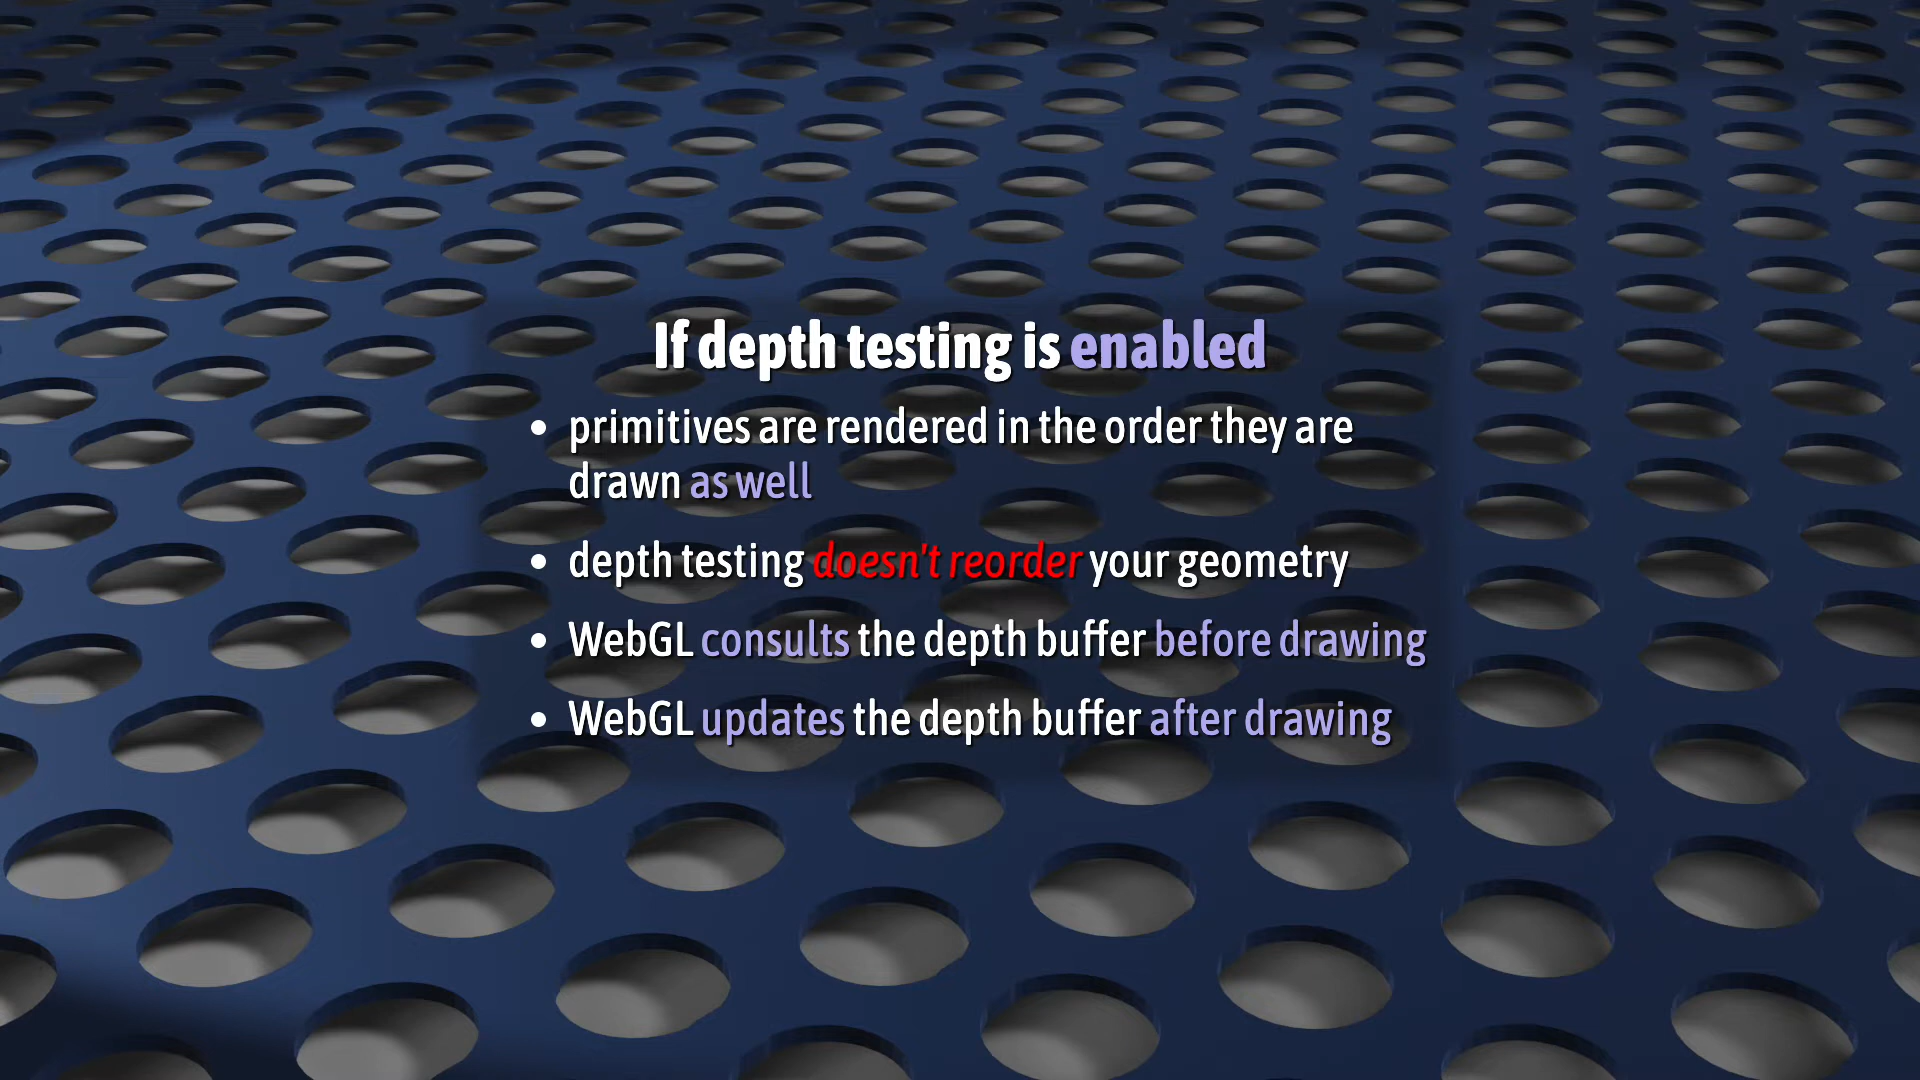 If depth testing is enabled
• primitives are rendered in the order they are
drawn as well
• depth testing doesn't reorder your geometry
• WebGL consults the depth buffer before drawing
• WebGL updates the depth buffer after drawing